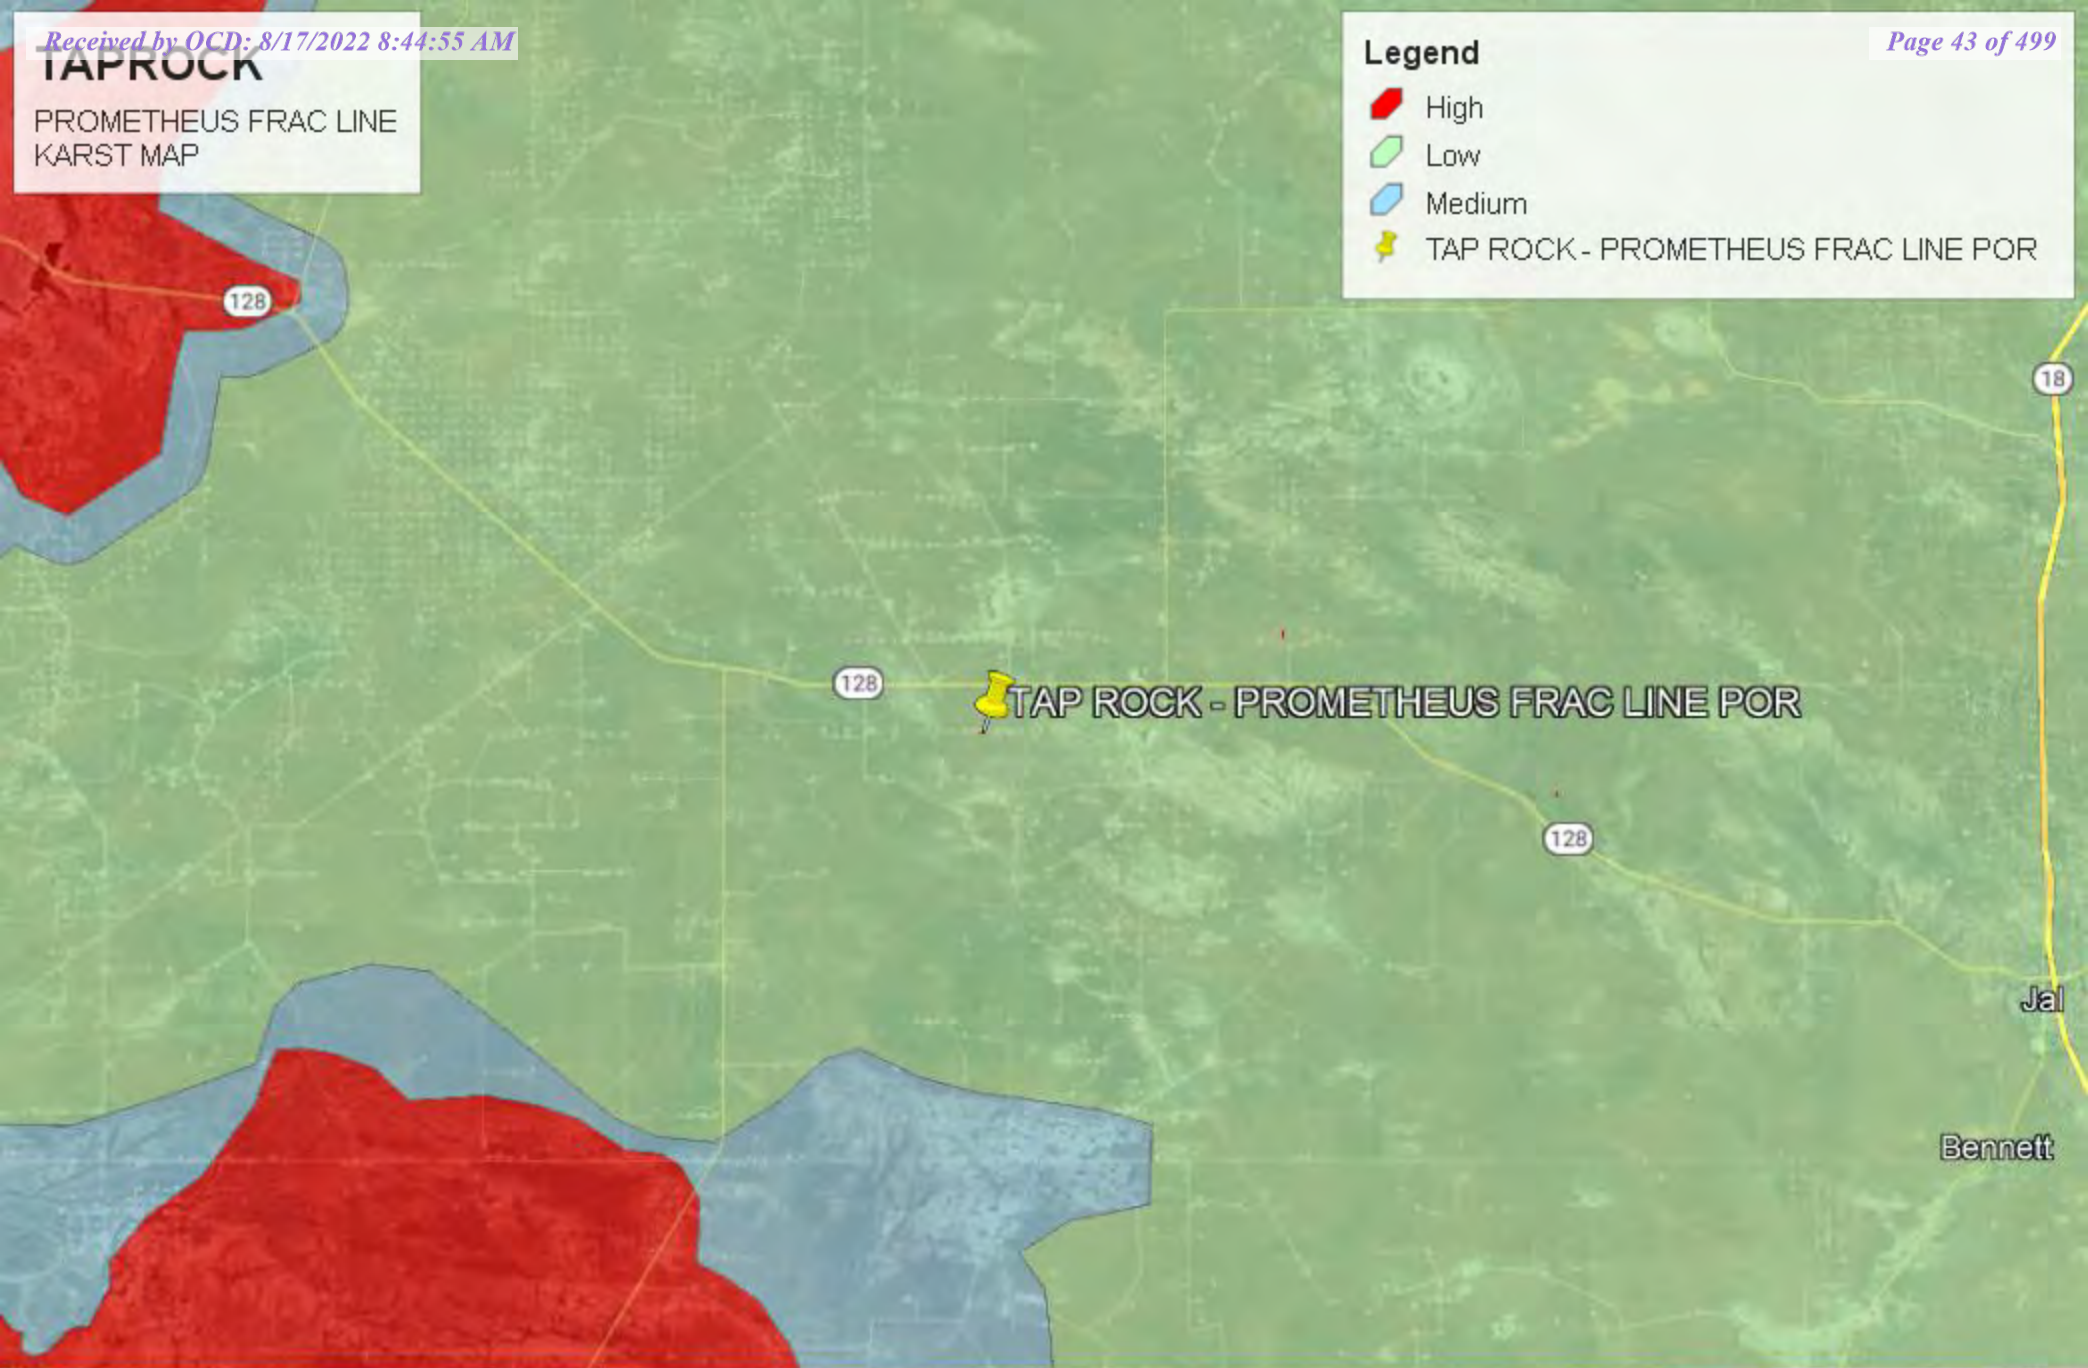 Received by OCD: 8/17/2022 8:44:55 AM
Page 43 of 499
TAPROCK
PROMETHEUS FRAC LINE
KARST MAP
Legend
High
Low
Medium
TAP ROCK - PROMETHEUS FRAC LINE POR
128
18
128
TAP ROCK - PROMETHEUS FRAC LINE POR
128
Jal
Bennett